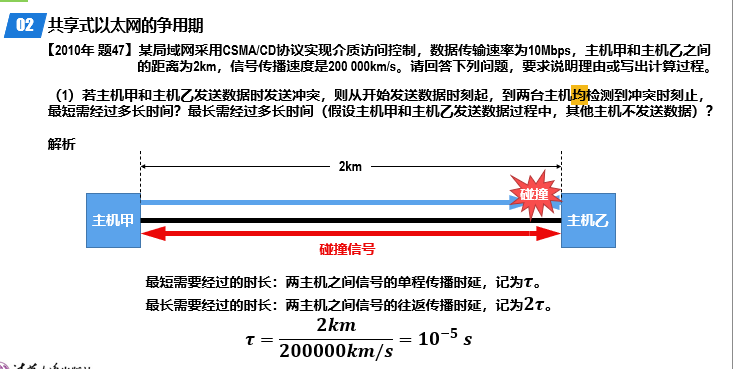 02 共享式以太网的争用期
【2010年 题47】某局域网采用CSMA/CD协议实现介质访问控制，数据传输速率为10Mbps，主机甲和主机乙之间
的距离为2km，信号传播速度是200 000km/s。请回答下列问题，要求说明理由或写出计算过程。
（1）若主机甲和主机乙发送数据时发送冲突，则从开始发送数据时刻起，到两台主机均检测到冲突时刻止，
最短需经过多长时间？最长需经过多长时间（假设主机甲和主机乙发送数据过程中，其他主机不发送数据）？
解析
2km
碰撞
主机甲
主机乙
碰撞信号
最短需要经过的时长：两主机之间信号的单程传播时延，记为τ。
最长需要经过的时长：两主机之间信号的往返传播时延，记为2τ。
τ = 2km / 200000km/s = 10⁻⁵ s